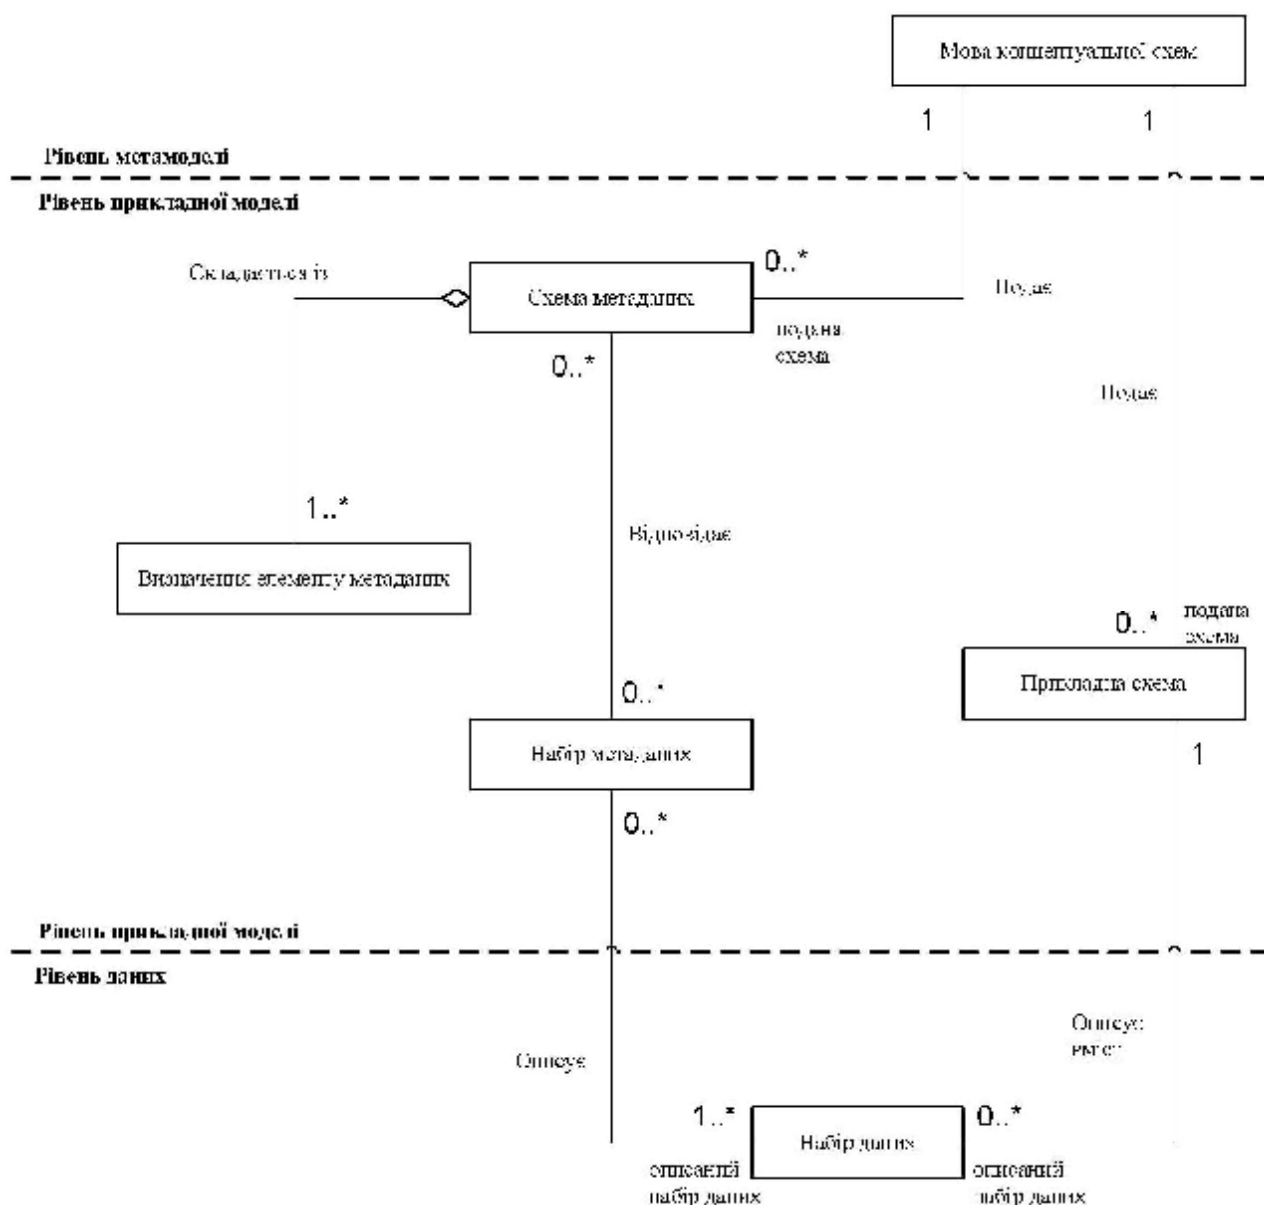 Мова концептуальної схем
1
1
Рівень метамоделі
Рівень прикладної моделі
Складається із
0..*
Схема метаданих
Подає
подана
схема
0..*
Подає
1..*
Відповідає
Визначення елементу метаданих
0..*
подана
схема
Прикладна схема
0..*
1
Набір метаданих
0..*
Рівень прикладної моделі
Рівень даних
Описує
вміст
Описує
1..*
0..*
Набір даних
описаний
набір даних
описаний
набір даних